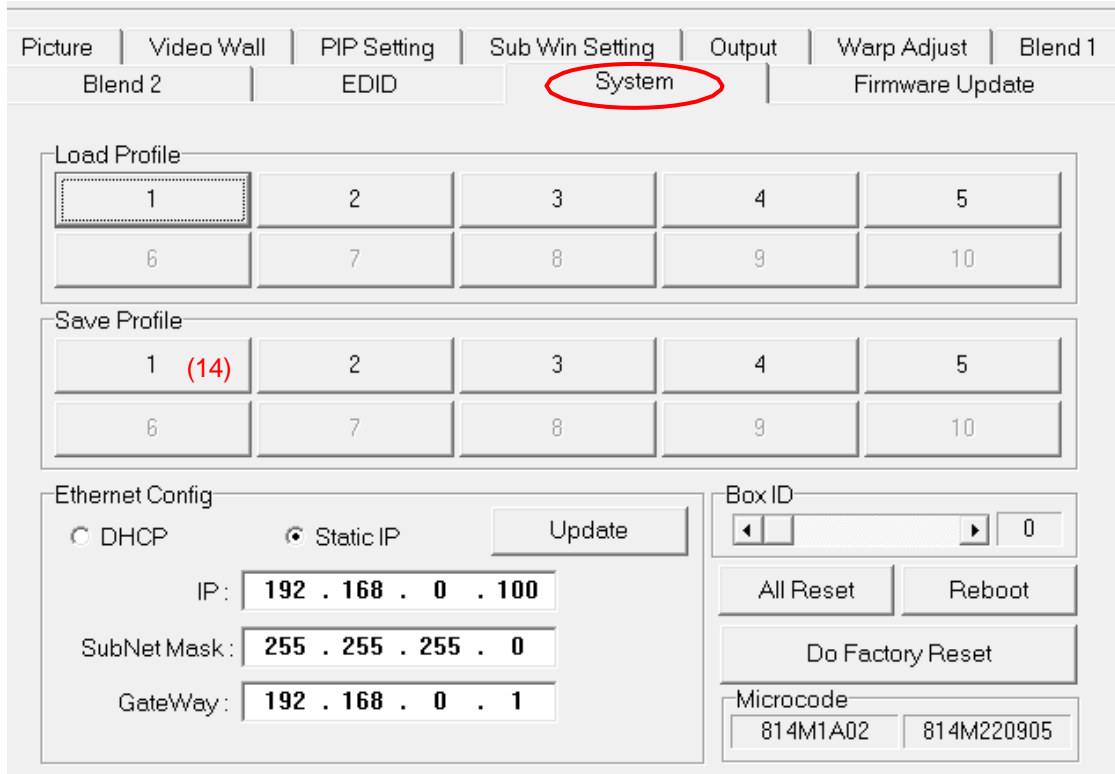 Picture Video Wall PIP Setting Sub Win Setting Output Warp Adjust Blend 1
Blend 2 EDID System Firmware Update
Load Profile
1 2 3 4 5
6 7 8 9 10
Save Profile
1 (14) 2 3 4 5
6 7 8 9 10
Ethernet Config
DHCP Static IP Update
IP : 192 . 168 . 0 . 100
SubNet Mask : 255 . 255 . 255 . 0
GateWay : 192 . 168 . 0 . 1
Box ID
0
All Reset Reboot
Do Factory Reset
Microcode
814M1A02 814M220905